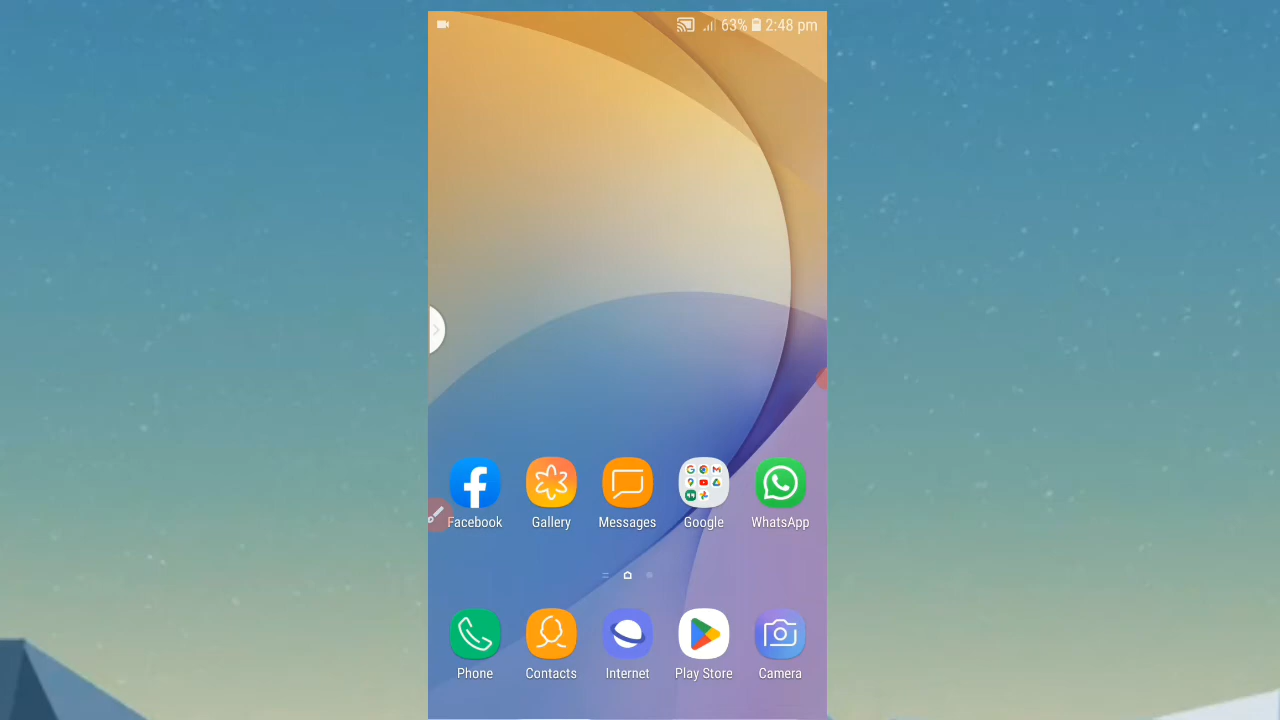 63% 2:48 pm
Facebook Gallery Messages Google WhatsApp
Phone Contacts Internet Play Store Camera